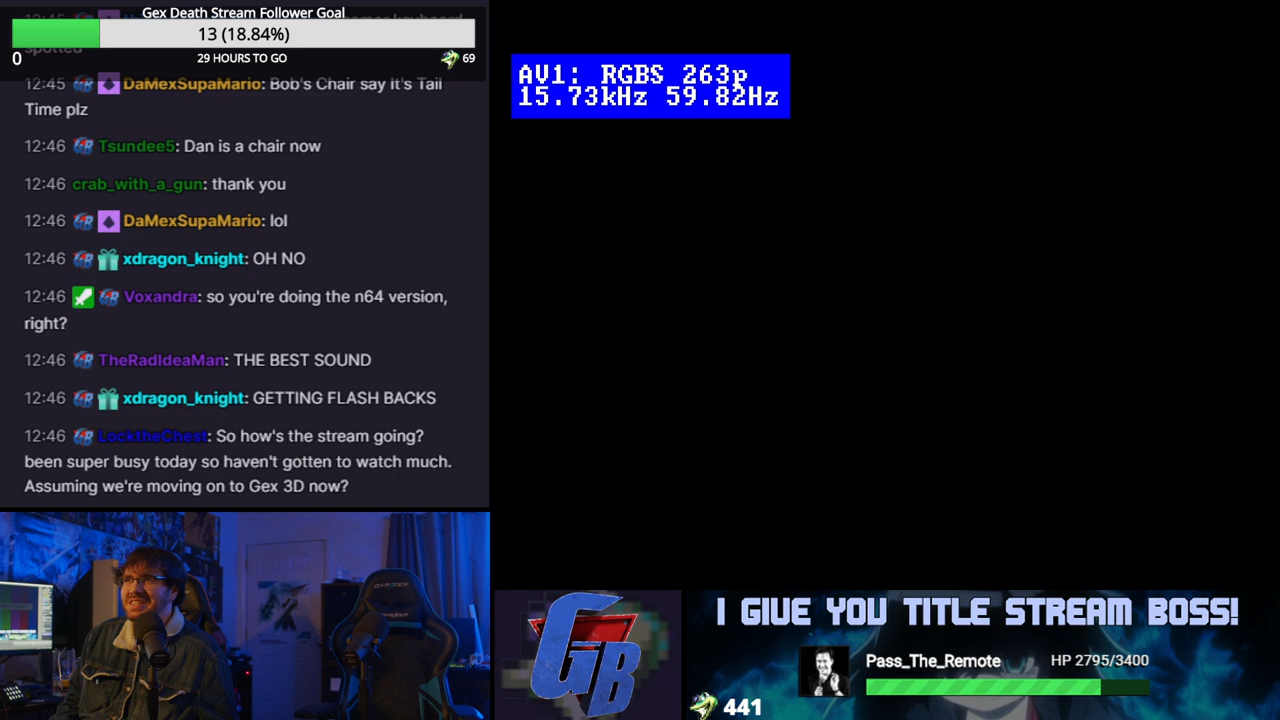 Gex Death Stream Follower Goal
13 (18.84%)
0
29 HOURS TO GO
69
spotted
12:45 DaMexSupaMario: Bob's Chair say It's Tail
Time plz
12:46 Tsundee5: Dan is a chair now
12:46 crab_with_a_gun: thank you
12:46 DaMexSupaMario: lol
12:46 xdragon_knight: OH NO
12:46 Voxandra: so you're doing the n64 version,
right?
12:46 TheRadIdeaMan: THE BEST SOUND
12:46 xdragon_knight: GETTING FLASH BACKS
12:46 LocktheChest: So how's the stream going?
been super busy today so haven't gotten to watch much.
Assuming we're moving on to Gex 3D now?
AV1: RGBS 263p
15.73kHz 59.82Hz
GB
I GIVE YOU TITLE STREAM BOSS!
Pass_The_Remote HP 2795/3400
441